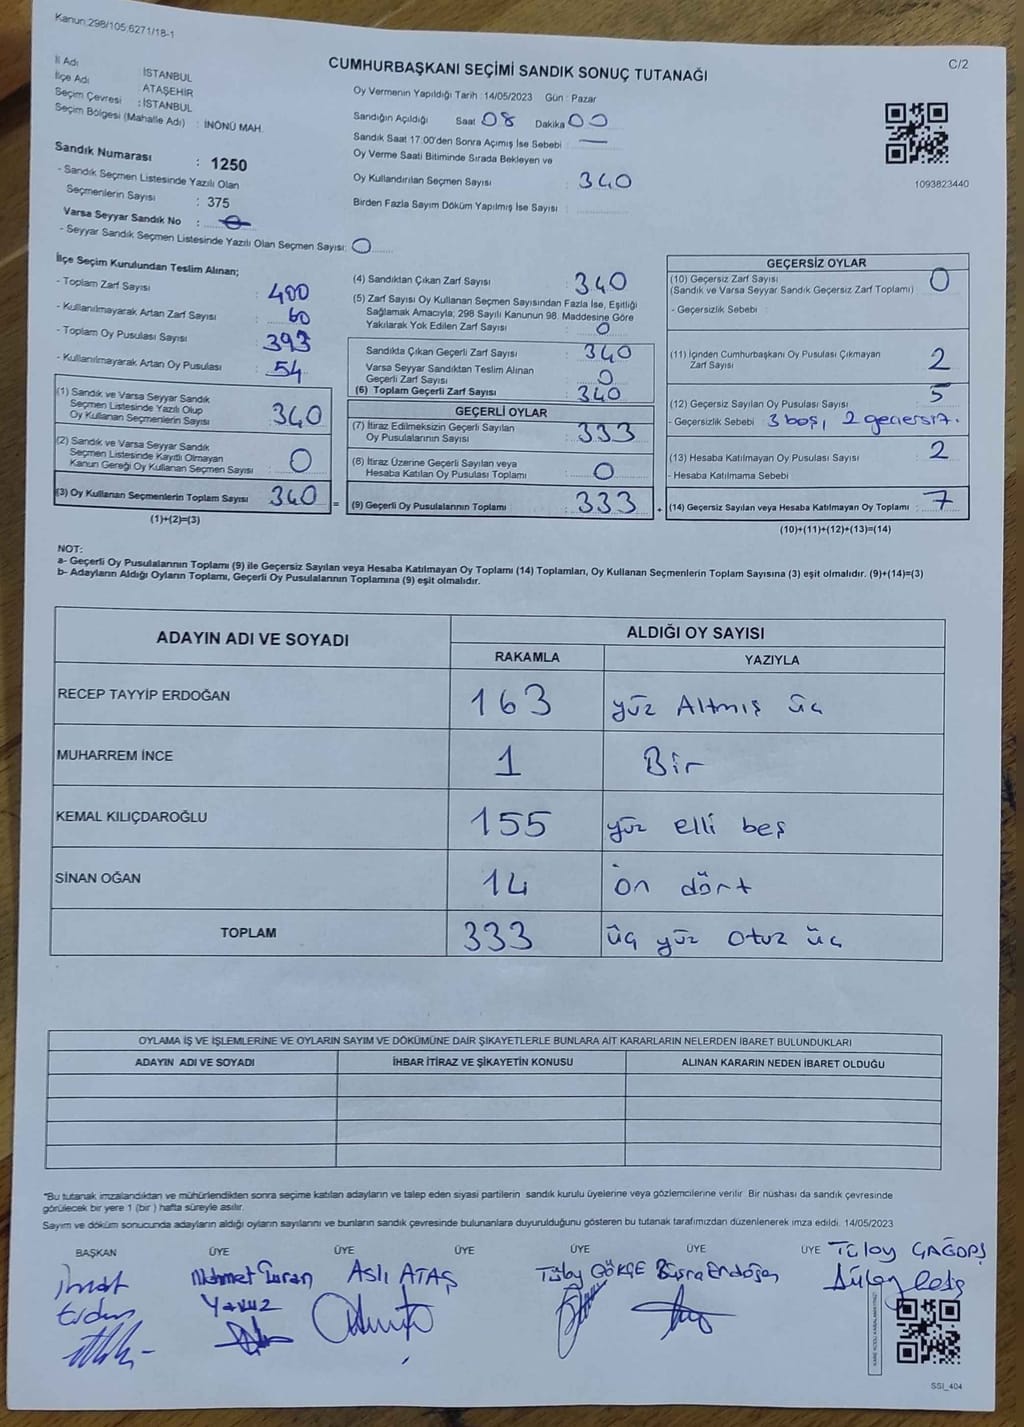 Kanun:298/105,6271/18-1
C/2
CUMHURBAŞKANI SEÇİMİ SANDIK SONUÇ TUTANAĞI
İl Adı : İSTANBUL
İlçe Adı : ATAŞEHİR
Seçim Çevresi : İSTANBUL
Seçim Bölgesi (Mahalle Adı) : İNÖNÜ MAH.
Sandık Numarası : 1250
- Sandık Seçmen Listesinde Yazılı Olan
Seçmenlerin Sayısı : 375
Varsa Seyyar Sandık No : 0
- Seyyar Sandık Seçmen Listesinde Yazılı Olan Seçmen Sayısı: 0
Oy Vermenin Yapıldığı Tarih : 14/05/2023 Gün : Pazar
Sandığın Açıldığı Saat 08 Dakika 00
Sandık Saat 17.00'den Sonra Açımış İse Sebebi : —
Oy Verme Saati Bitiminde Sırada Bekleyen ve
Oy Kullandırılan Seçmen Sayısı : 340
Birden Fazla Sayım Döküm Yapılmış İse Sayısı :
1093823440
İlçe Seçim Kurulundan Teslim Alınan;
- Toplam Zarf Sayısı : 400
- Kullanılmayarak Artan Zarf Sayısı : 60
- Toplam Oy Pusulası Sayısı : 393
- Kullanılmayarak Artan Oy Pusulası : 54
(1) Sandık ve Varsa Seyyar Sandık
Seçmen Listesinde Yazılı Olup
Oy Kullanan Seçmenlerin Sayısı : 340
(2) Sandık ve Varsa Seyyar Sandık
Seçmen Listesinde Kayıtlı Olmayan
Kanun Gereği Oy Kullanan Seçmen Sayısı : 0
(3) Oy Kullanan Seçmenlerin Toplam Sayısı : 340 =
(1)+(2)=(3)
(4) Sandıktan Çıkan Zarf Sayısı : 340
(5) Zarf Sayısı Oy Kullanan Seçmen Sayısından Fazla İse, Eşitliği
Sağlamak Amacıyla; 298 Sayılı Kanunun 98. Maddesine Göre
Yakılarak Yok Edilen Zarf Sayısı : 0
Sandıkta Çıkan Geçerli Zarf Sayısı : 340
Varsa Seyyar Sandıktan Teslim Alınan
Geçerli Zarf Sayısı : 0
(6) Toplam Geçerli Zarf Sayısı : 340
GEÇERLİ OYLAR
(7) İtiraz Edilmeksizin Geçerli Sayılan
Oy Pusulalarının Sayısı : 333
(8) İtiraz Üzerine Geçerli Sayılan veya
Hesaba Katılan Oy Pusulası Toplamı : 0
(9) Geçerli Oy Pusulalarının Toplamı : 333 +
GEÇERSİZ OYLAR
(10) Geçersiz Zarf Sayısı
(Sandık ve Varsa Seyyar Sandık Geçersiz Zarf Toplamı) : 0
- Geçersizlik Sebebi :
(11) İçinden Cumhurbaşkanı Oy Pusulası Çıkmayan
Zarf Sayısı : 2
(12) Geçersiz Sayılan Oy Pusulası Sayısı : 5
- Geçersizlik Sebebi : 3 boş, 2 geçersiz.
(13) Hesaba Katılmayan Oy Pusulası Sayısı : 2
- Hesaba Katılmama Sebebi :
(14) Geçersiz Sayılan veya Hesaba Katılmayan Oy Toplamı : 7
(10)+(11)+(12)+(13)=(14)
NOT:
a- Geçerli Oy Pusulalarının Toplamı (9) ile Geçersiz Sayılan veya Hesaba Katılmayan Oy Toplamı (14) Toplamları, Oy Kullanan Seçmenlerin Toplam Sayısına (3) eşit olmalıdır. (9)+(14)=(3)
b- Adayların Aldığı Oyların Toplamı, Geçerli Oy Pusulalarının Toplamına (9) eşit olmalıdır.
ADAYIN ADI VE SOYADI
ALDIĞI OY SAYISI
RAKAMLA YAZIYLA
RECEP TAYYİP ERDOĞAN 163 yüz Altmış üç
MUHARREM İNCE 1 Bir
KEMAL KILIÇDAROĞLU 155 yüz elli beş
SİNAN OĞAN 14 on dört
TOPLAM 333 üç yüz otuz üç
OYLAMA İŞ VE İŞLEMLERİNE VE OYLARIN SAYIM VE DÖKÜMÜNE DAİR ŞİKAYETLERLE BUNLARA AİT KARARLARIN NELERDEN İBARET BULUNDUKLARI
ADAYIN ADI VE SOYADI İHBAR İTİRAZ VE ŞİKAYETİN KONUSU ALINAN KARARIN NEDEN İBARET OLDUĞU
"Bu tutanak imzalandıktan ve mühürlendikten sonra seçime katılan adayların ve talep eden siyasi partilerin sandık kurulu üyelerine veya gözlemcilerine verilir. Bir nüshası da sandık çevresinde
görülecek bir yere 1 (bir) hafta süreyle asılır.
Sayım ve döküm sonucunda adayların aldığı oyların sayılarını ve bunların sandık çevresinde bulunanlara duyurulduğunu gösteren bu tutanak tarafımızdan düzenlenerek imza edildi. 14/05/2023
BAŞKAN ÜYE ÜYE ÜYE ÜYE ÜYE ÜYE
Mehmet Turan Aslı ATAŞ Tülay GÖKÇE Büşra Erdoğan Tülay
Yavuz
SSI_404